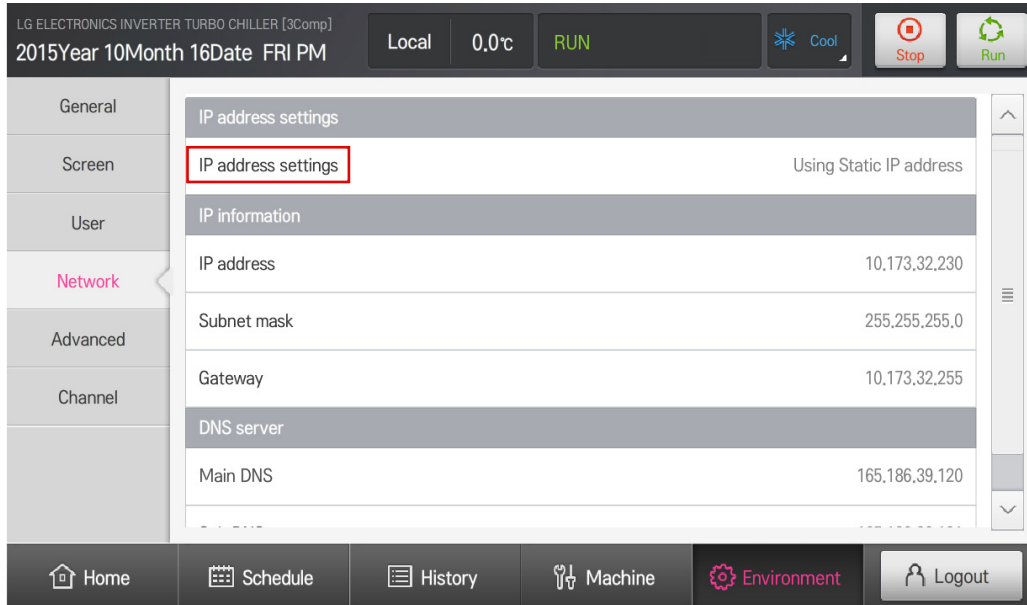 LG ELECTRONICS INVERTER TURBO CHILLER [3Comp]
2015Year 10Month 16Date FRI PM
Local
0.0℃
RUN
Cool
Stop
Run
General
Screen
User
Network
Advanced
Channel
IP address settings
IP address settings Using Static IP address
IP information
IP address 10.173.32.230
Subnet mask 255.255.255.0
Gateway 10.173.32.255
DNS server
Main DNS 165.186.39.120
Home
Schedule
History
Machine
Environment
Logout